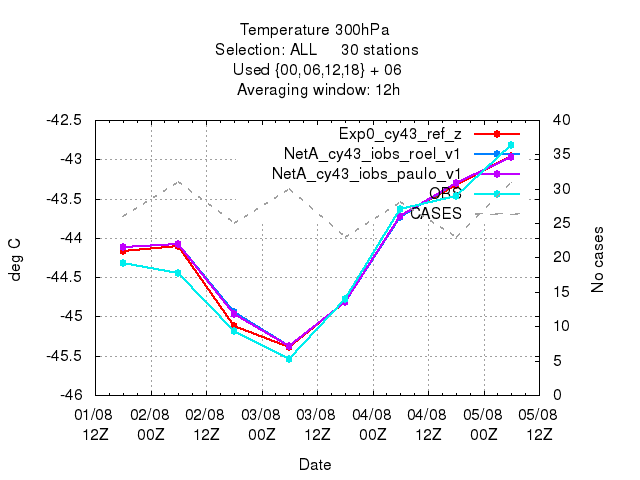 Temperature 300hPa
Selection: ALL 30 stations
Used {00,06,12,18} + 06
Averaging window: 12h
-42.5
-43
-43.5
-44
-44.5
-45
-45.5
-46
deg C
40
35
30
25
20
15
10
5
0
No cases
Exp0_cy43_ref_z
NetA_cy43_iobs_roel_v1
NetA_cy43_iobs_paulo_v1
OBS
CASES
01/08 02/08 02/08 03/08 03/08 04/08 04/08 05/08 05/08
12Z 00Z 12Z 00Z 12Z 00Z 12Z 00Z 12Z
Date